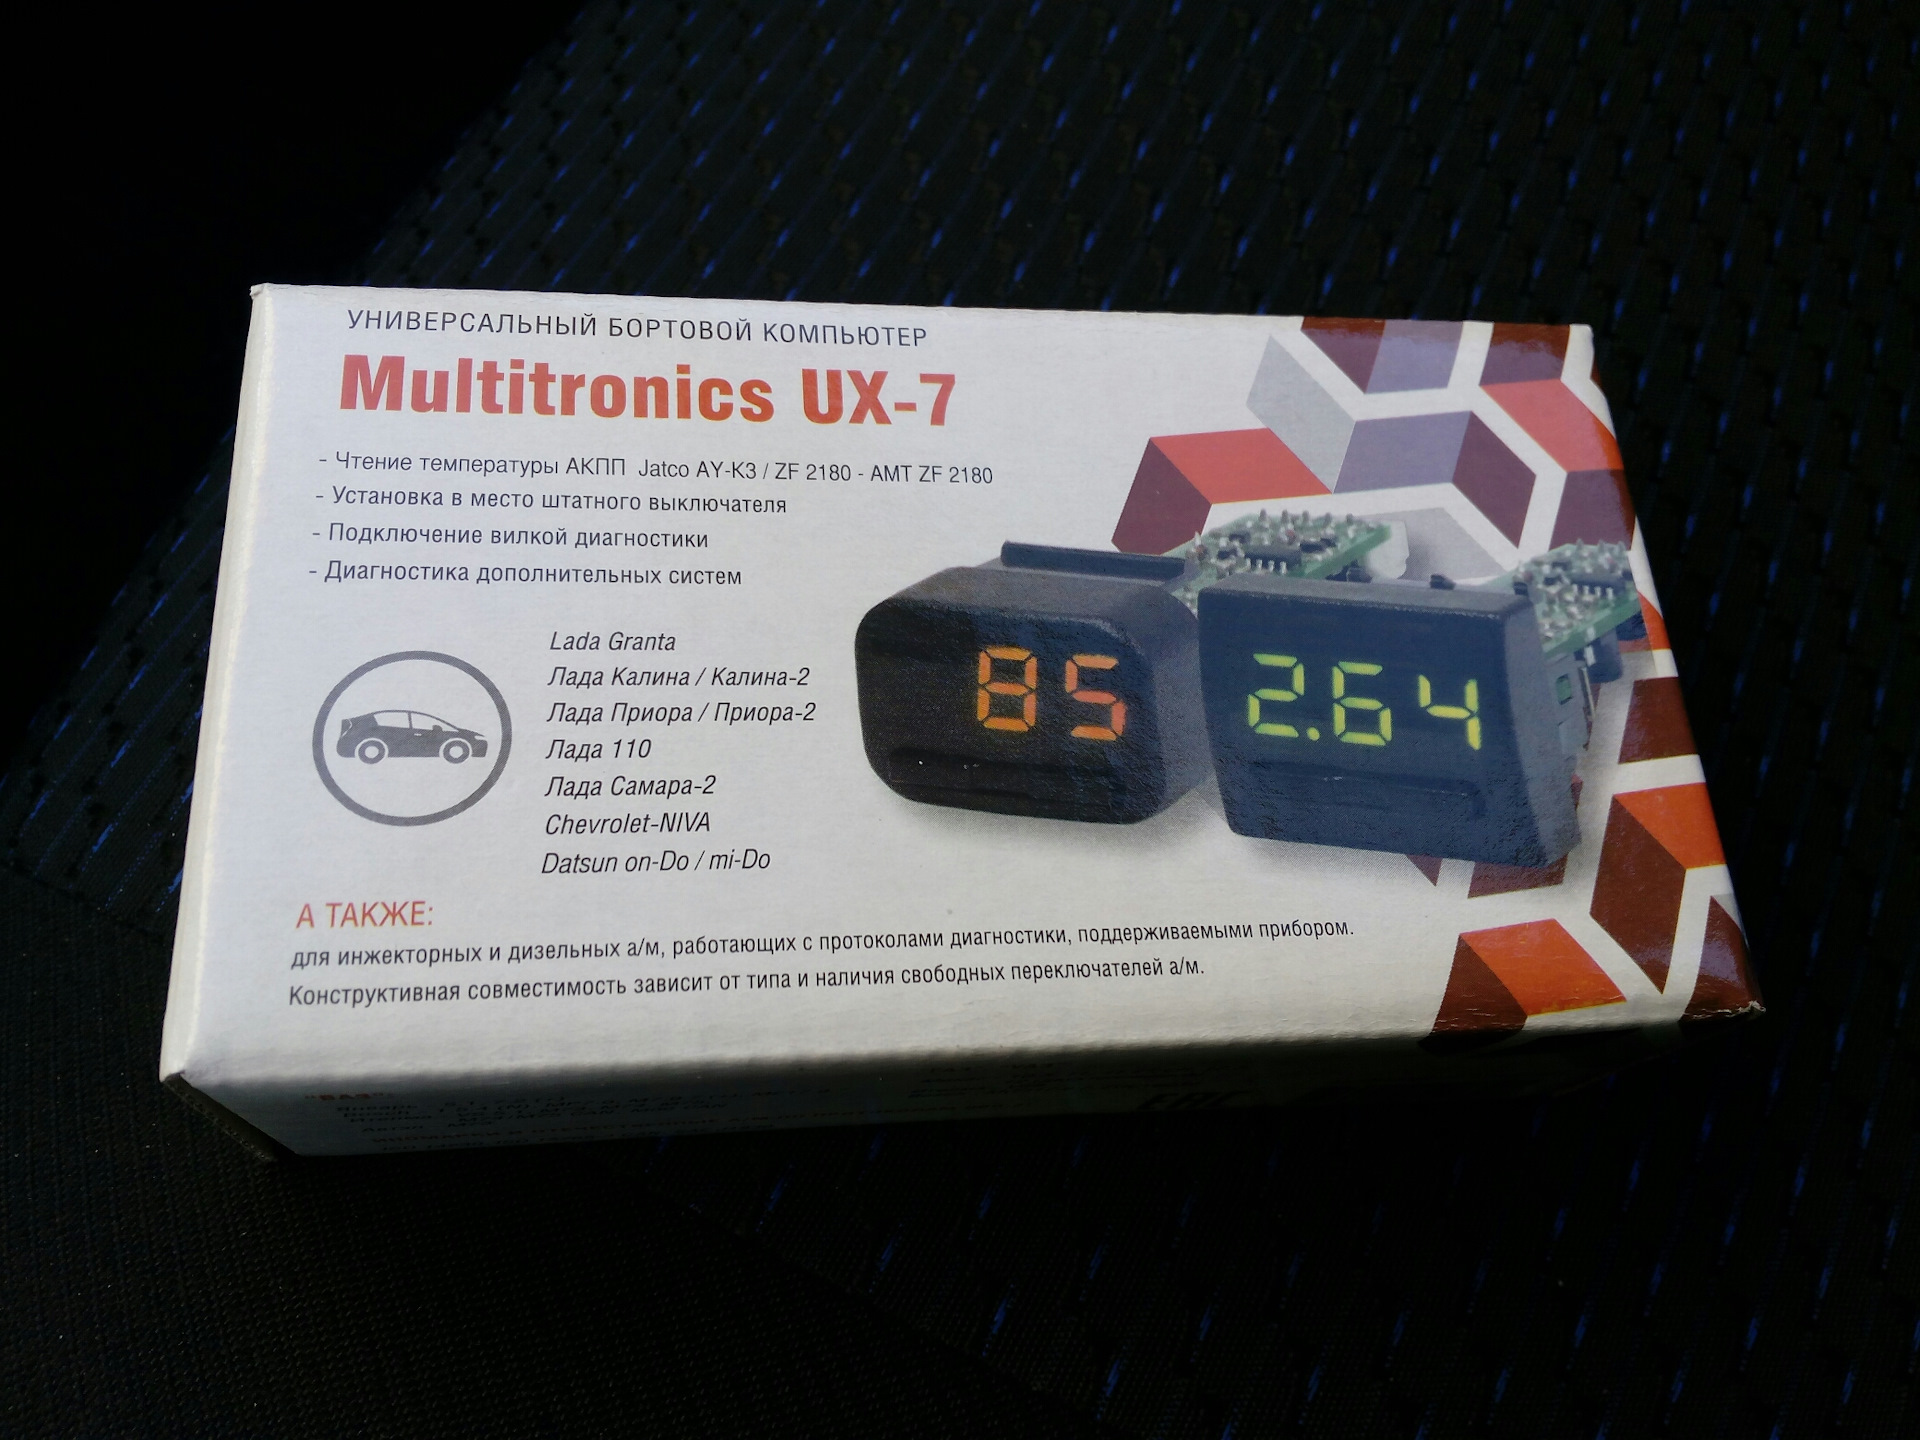 УНИВЕРСАЛЬНЫЙ БОРТОВОЙ КОМПЬЮТЕР
Multitronics UX-7
- Чтение температуры АКПП Jatco AY-K3 / ZF 2180 - АМТ ZF 2180
- Установка в место штатного выключателя
- Подключение вилкой диагностики
- Диагностика дополнительных систем
Lada Granta
Лада Калина / Калина-2
Лада Приора / Приора-2
Лада 110
Лада Самара-2
Chevrolet-NIVA
Datsun on-Do / mi-Do
85
2.64
А ТАКЖЕ:
для инжекторных и дизельных а/м, работающих с протоколами диагностики, поддерживаемыми прибором.
Конструктивная совместимость зависит от типа и наличия свободных переключателей а/м.
"ВАЗ":